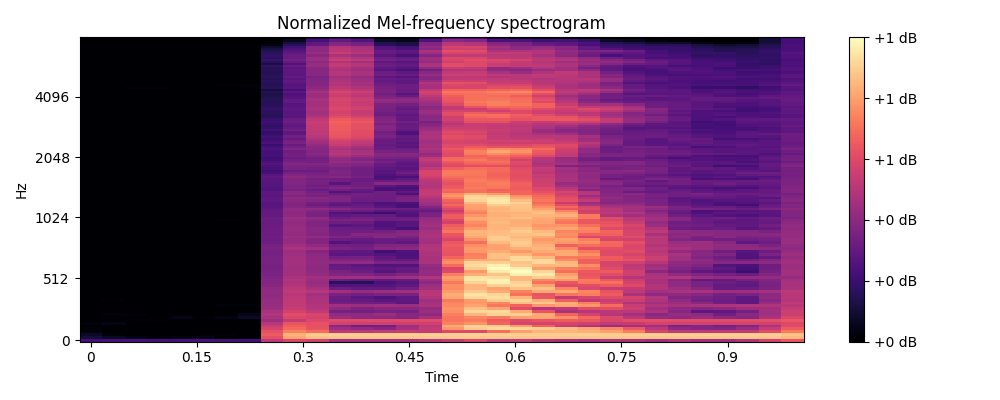 Normalized Mel-frequency spectrogram
Hz
4096
2048
1024
512
0
0 0.15 0.3 0.45 0.6 0.75 0.9
Time
+1 dB
+1 dB
+1 dB
+0 dB
+0 dB
+0 dB